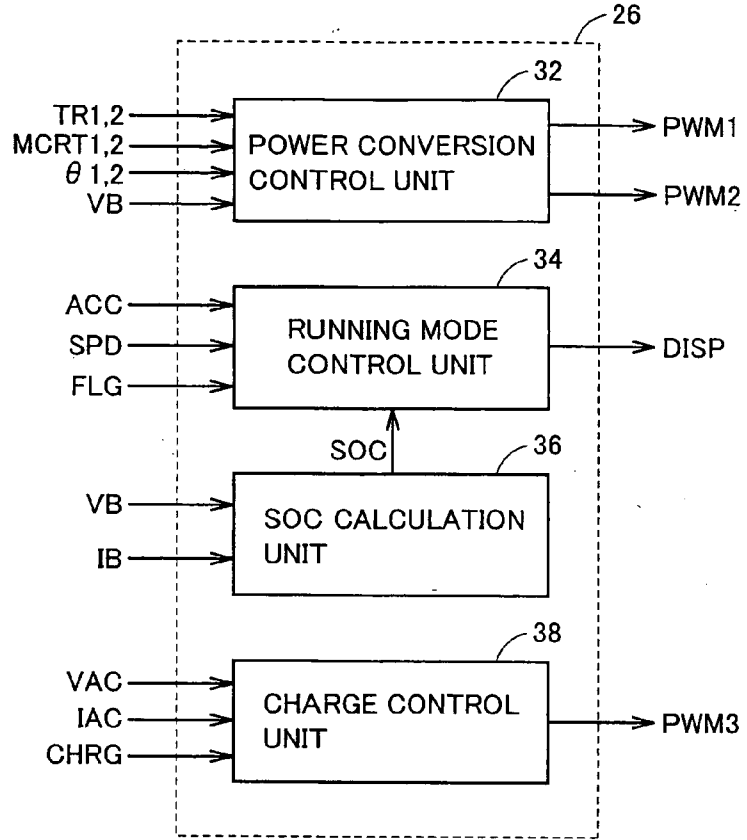 26
32
TR1,2
MCRT1,2
θ 1,2
VB
POWER CONVERSION
CONTROL UNIT
PWM1
PWM2
34
ACC
SPD
FLG
RUNNING MODE
CONTROL UNIT
DISP
SOC
36
VB
IB
SOC CALCULATION
UNIT
38
VAC
IAC
CHRG
CHARGE CONTROL
UNIT
PWM3